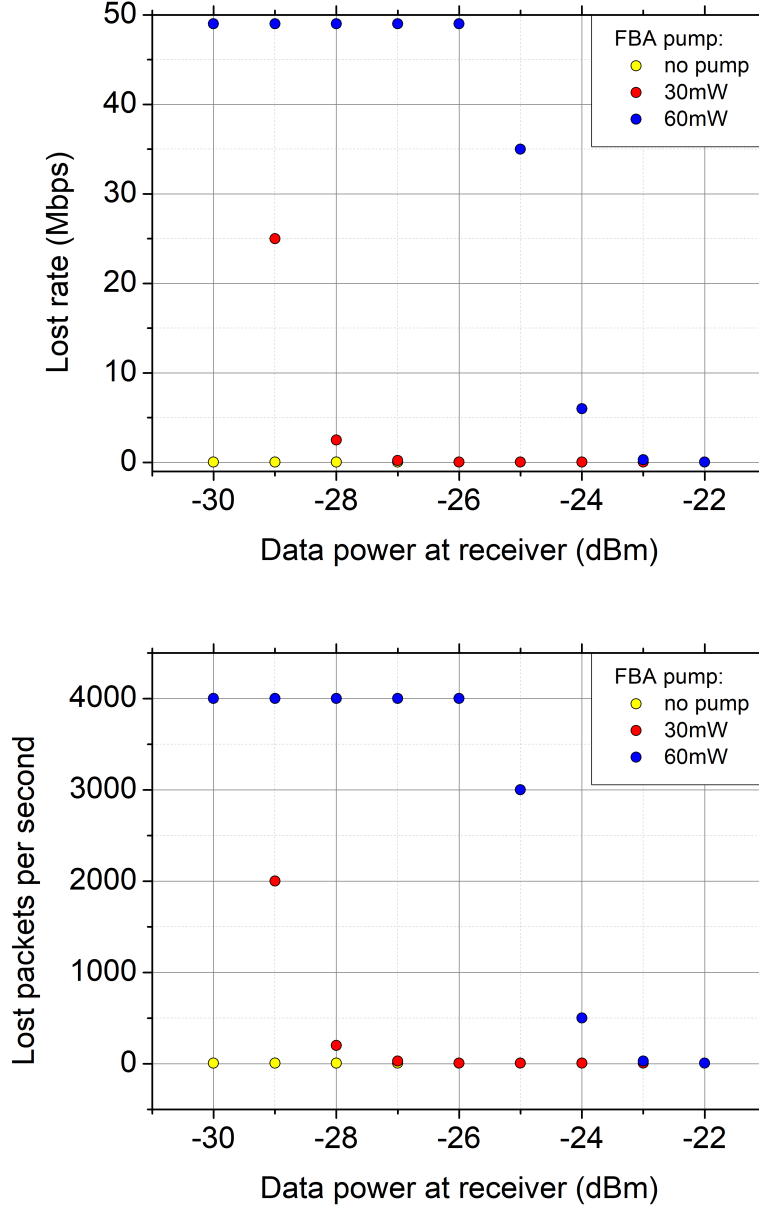 50
40
30
20
10
0
Lost rate (Mbps)
FBA pump:
no pump
30mW
60mW
-30 -28 -26 -24 -22
Data power at receiver (dBm)
4000
3000
2000
1000
0
Lost packets per second
FBA pump:
no pump
30mW
60mW
-30 -28 -26 -24 -22
Data power at receiver (dBm)